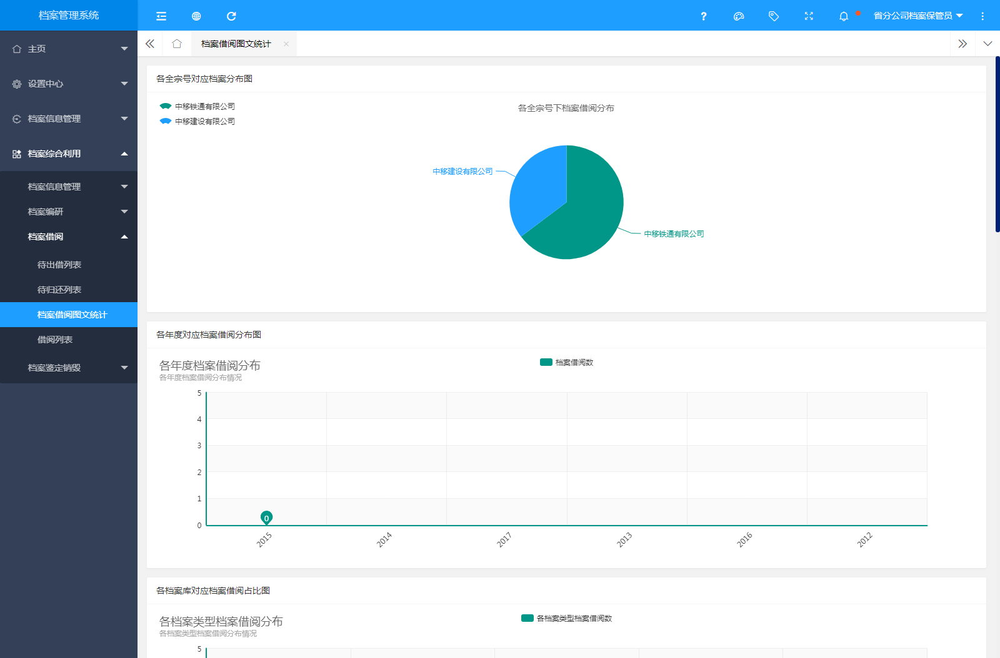 档案管理系统
?
省分公司档案保管员
主页
设置中心
档案信息管理
档案综合利用
档案信息管理
档案编研
档案借阅
待出借列表
待归还列表
档案借阅图文统计
借阅列表
档案鉴定销毁
档案借阅图文统计
各全宗号对应档案分布图
中移铁通有限公司
中移建设有限公司
各全宗号下档案借阅分布
中移建设有限公司
中移铁通有限公司
各年度对应档案借阅分布图
各年度档案借阅分布
各年度档案借阅分布情况
档案借阅数
5
4
3
2
1
0
0
2015
2014
2017
2013
2016
2012
各档案库对应档案借阅占比图
各档案类型档案借阅分布
各档案类型档案借阅分布情况
各档案类型档案借阅数
5